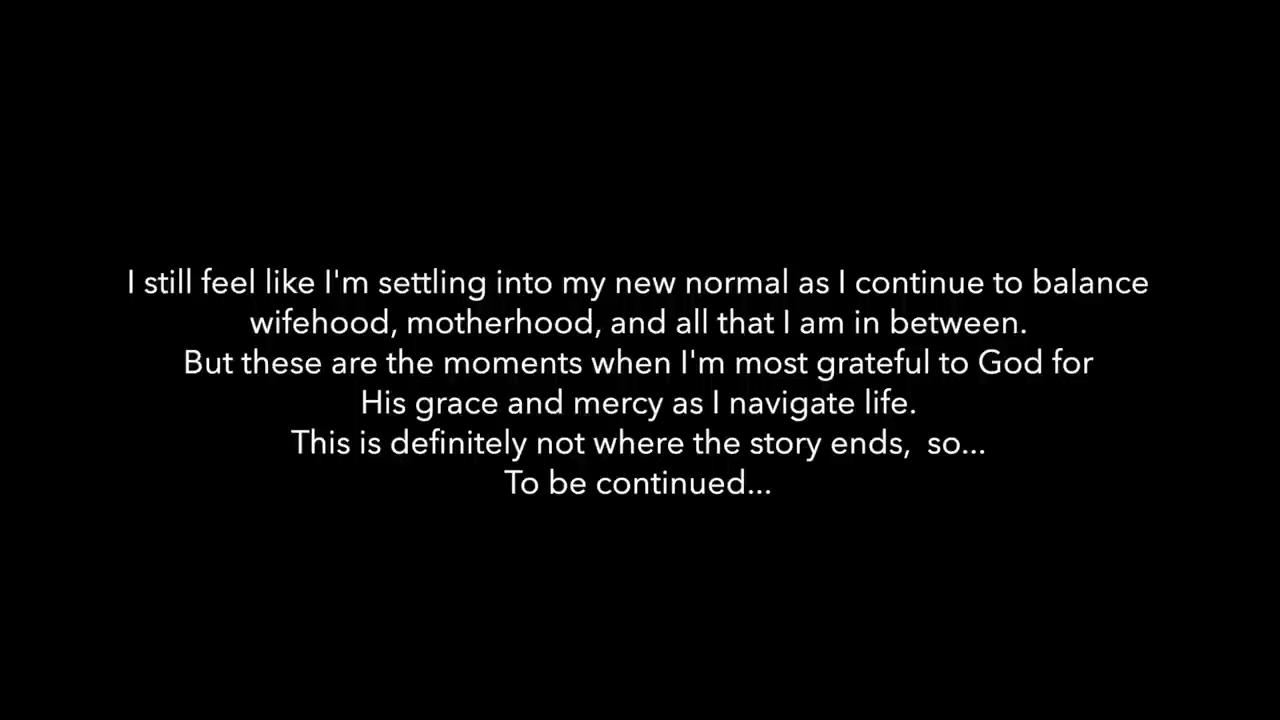 I still feel like I'm settling into my new normal as I continue to balance
wifehood, motherhood, and all that I am in between.
But these are the moments when I'm most grateful to God for
His grace and mercy as I navigate life.
This is definitely not where the story ends,  so...
To be continued...